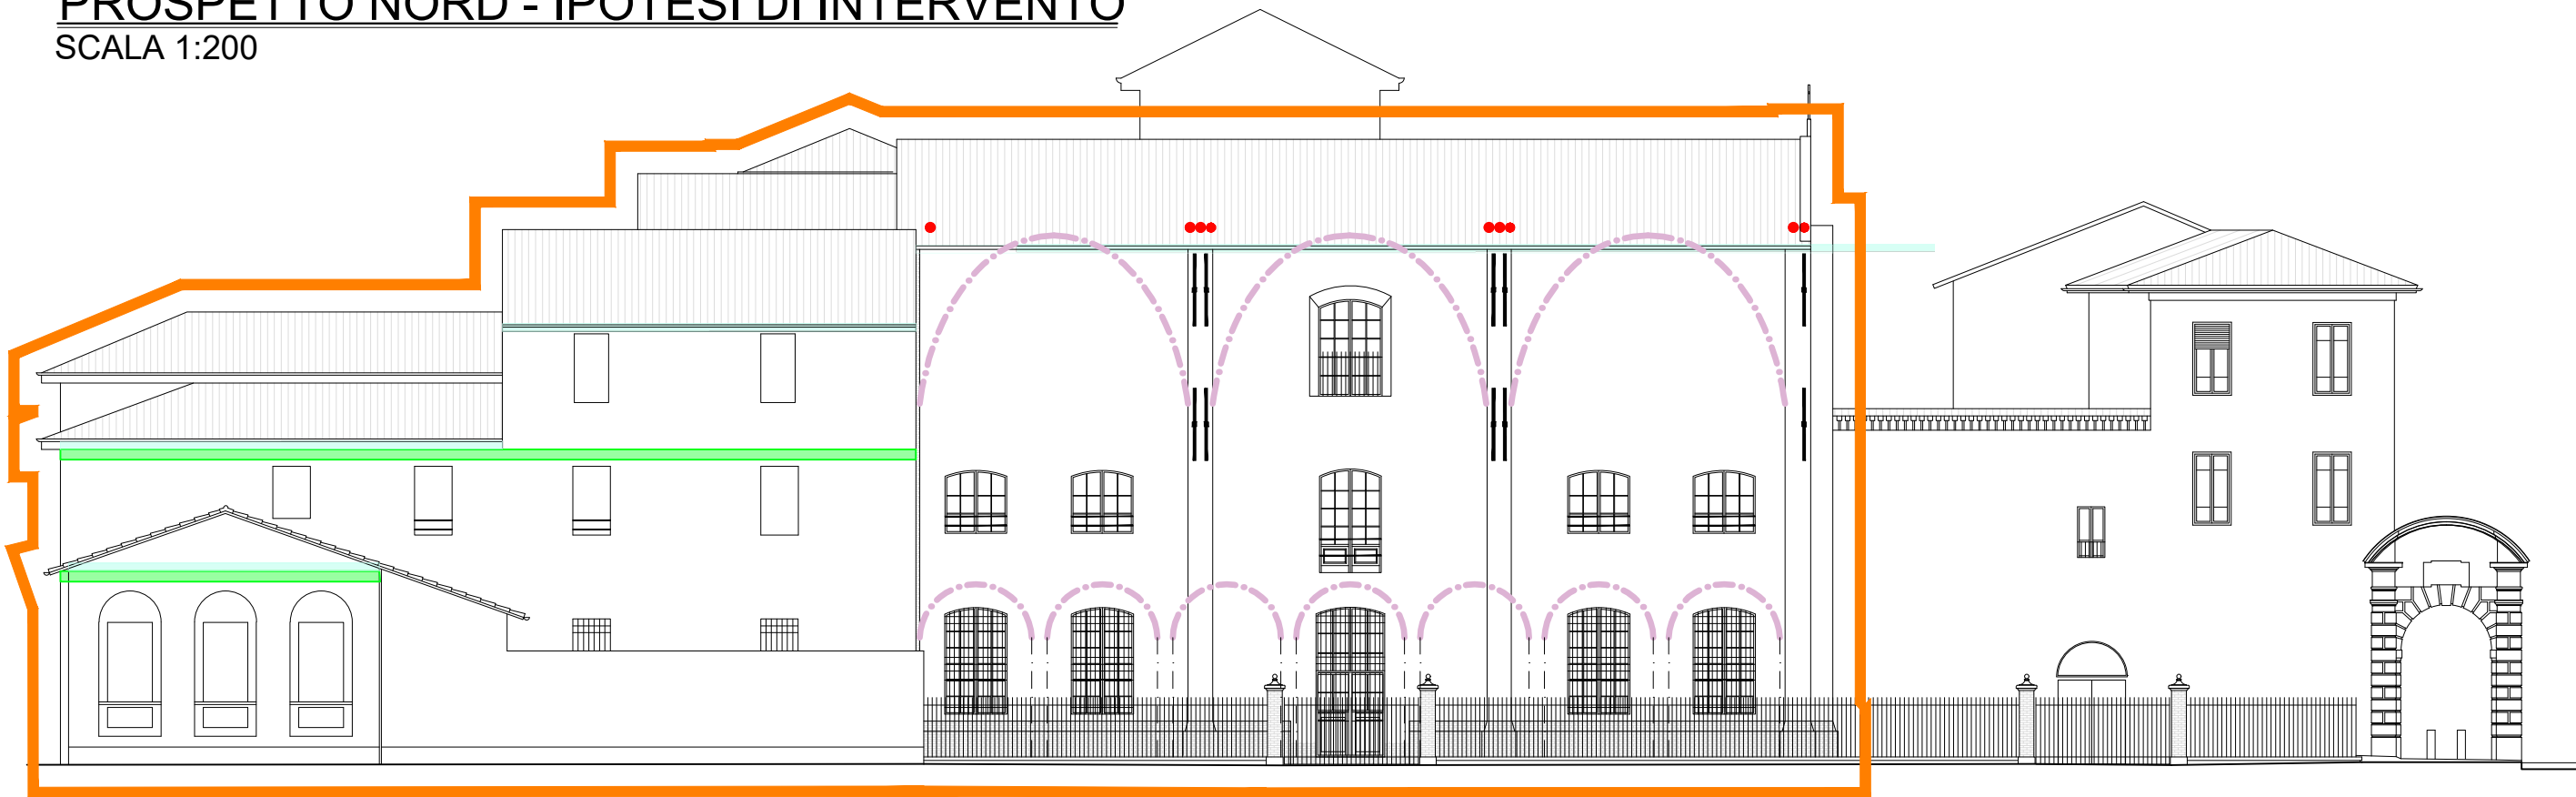 PROSPETTO NORD - IPOTESI DI INTERVENTO
SCALA 1:200